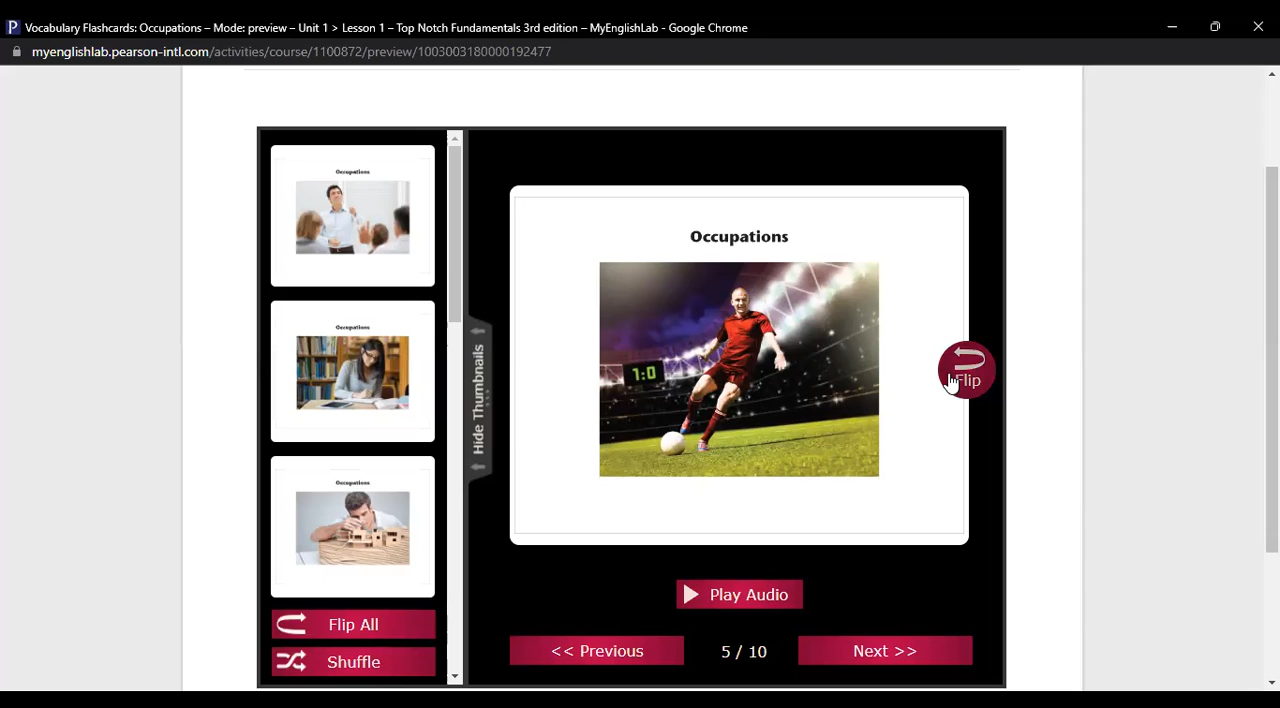 Vocabulary Flashcards: Occupations – Mode: preview – Unit 1 > Lesson 1 – Top Notch Fundamentals 3rd edition – MyEnglishLab - Google Chrome
myenglishlab.pearson-intl.com/activities/course/1100872/preview/1003003180000192477
Occupations
Occupations
Occupations
Flip All
Shuffle
Hide Thumbnails
Occupations
1:0
Flip
Play Audio
<< Previous
5 / 10
Next >>